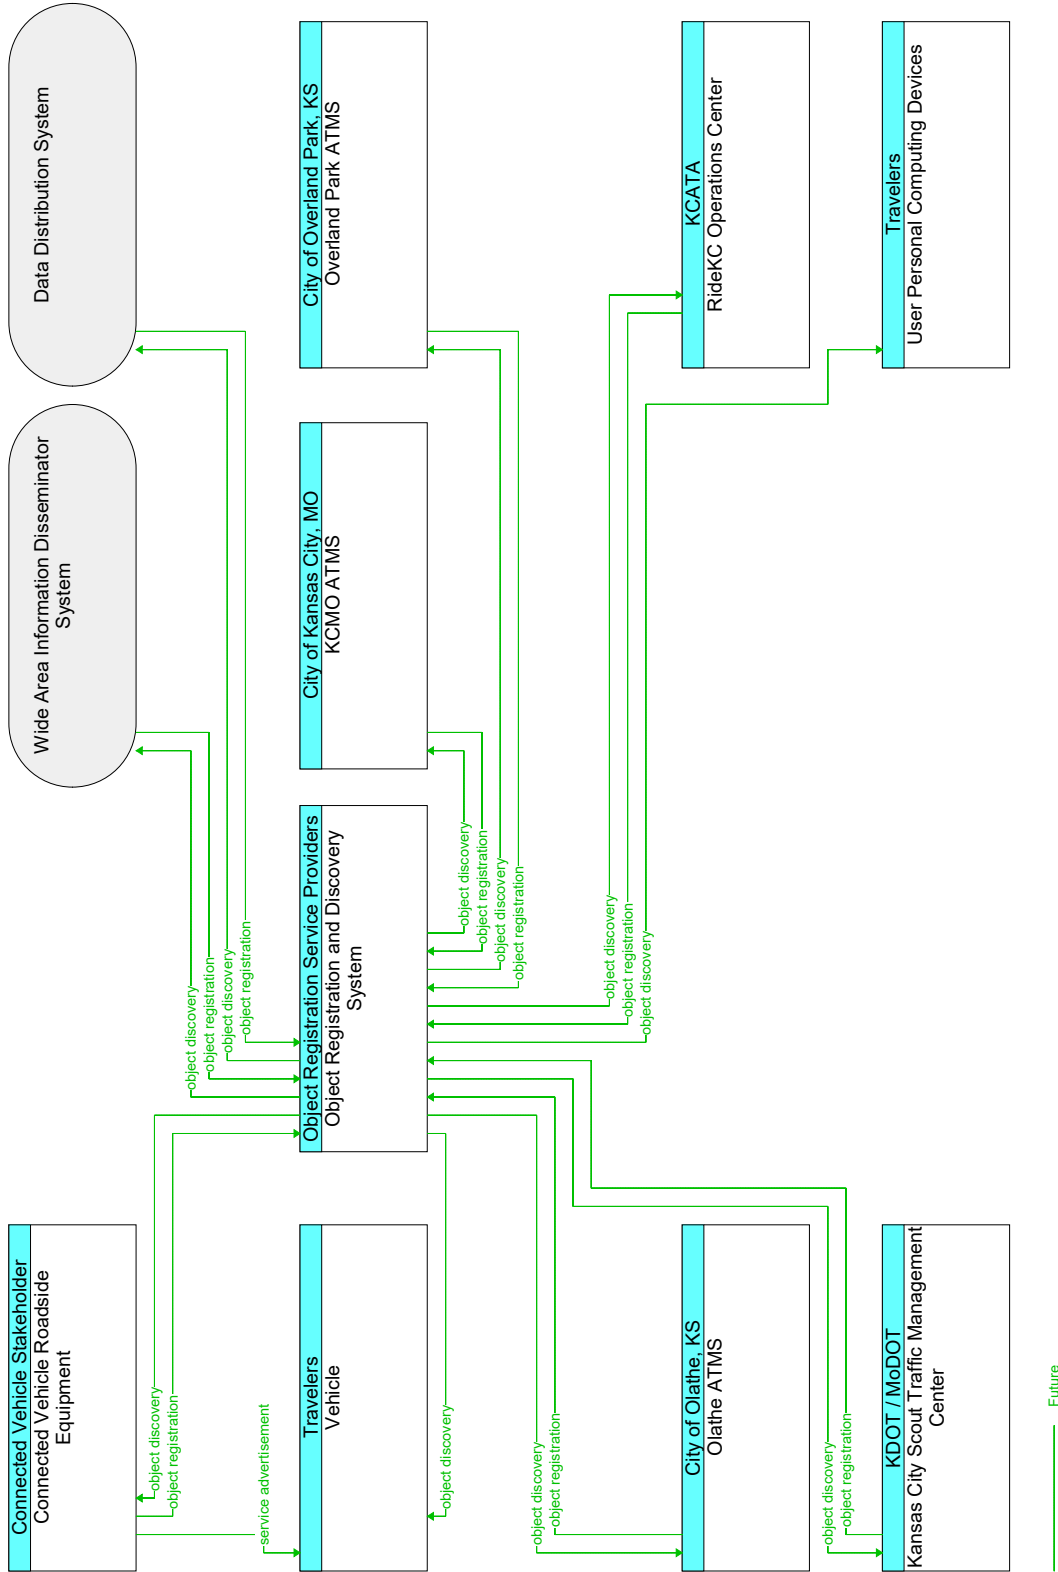 Connected Vehicle Stakeholder
Connected Vehicle Roadside
Equipment
Wide Area Information Disseminator
System
Data Distribution System
object discovery
object registration
service advertisement
object discovery
object registration
object discovery
object registration
Travelers
Vehicle
Object Registration Service Providers
Object Registration and Discovery
System
City of Kansas City, MO
KCMO ATMS
City of Overland Park, KS
Overland Park ATMS
object discovery
object discovery
object registration
object discovery
object registration
object discovery
object registration
object discovery
object registration
object discovery
City of Olathe, KS
Olathe ATMS
KCATA
RideKC Operations Center
object discovery
object registration
KDOT / MoDOT
Kansas City Scout Traffic Management
Center
Travelers
User Personal Computing Devices
Future